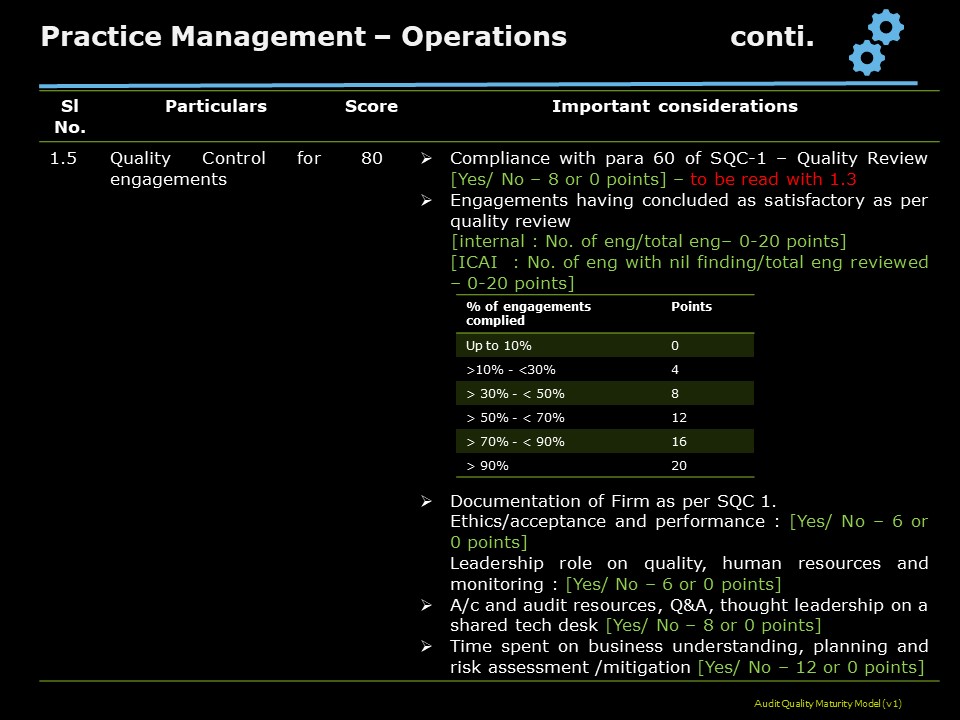 Practice Management – Operations conti.
Sl No. Particulars Score Important considerations
1.5 Quality Control for engagements 80
➢ Compliance with para 60 of SQC-1 – Quality Review
[Yes/ No – 8 or 0 points] – to be read with 1.3
➢ Engagements having concluded as satisfactory as per
quality review
[internal : No. of eng/total eng– 0-20 points]
[ICAI : No. of eng with nil finding/total eng reviewed
– 0-20 points]
% of engagements complied Points
Up to 10% 0
>10% - <30% 4
> 30% - < 50% 8
> 50% - < 70% 12
> 70% - < 90% 16
> 90% 20
➢ Documentation of Firm as per SQC 1.
Ethics/acceptance and performance : [Yes/ No – 6 or
0 points]
Leadership role on quality, human resources and
monitoring : [Yes/ No – 6 or 0 points]
➢ A/c and audit resources, Q&A, thought leadership on a
shared tech desk [Yes/ No – 8 or 0 points]
➢ Time spent on business understanding, planning and
risk assessment /mitigation [Yes/ No – 12 or 0 points]
Audit Quality Maturity Model (v1)